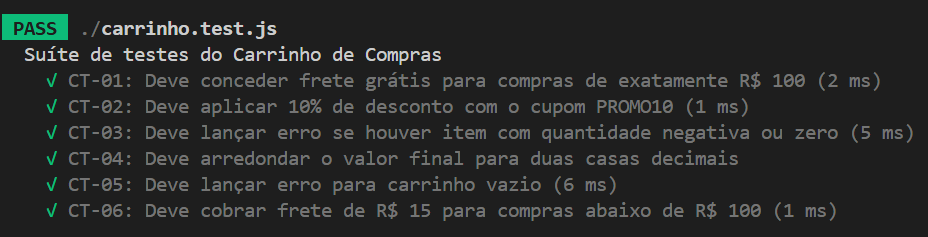 PASS ./carrinho.test.js
Suíte de testes do Carrinho de Compras
√ CT-01: Deve conceder frete grátis para compras de exatamente R$ 100 (2 ms)
√ CT-02: Deve aplicar 10% de desconto com o cupom PROMO10 (1 ms)
√ CT-03: Deve lançar erro se houver item com quantidade negativa ou zero (5 ms)
√ CT-04: Deve arredondar o valor final para duas casas decimais
√ CT-05: Deve lançar erro para carrinho vazio (6 ms)
√ CT-06: Deve cobrar frete de R$ 15 para compras abaixo de R$ 100 (1 ms)